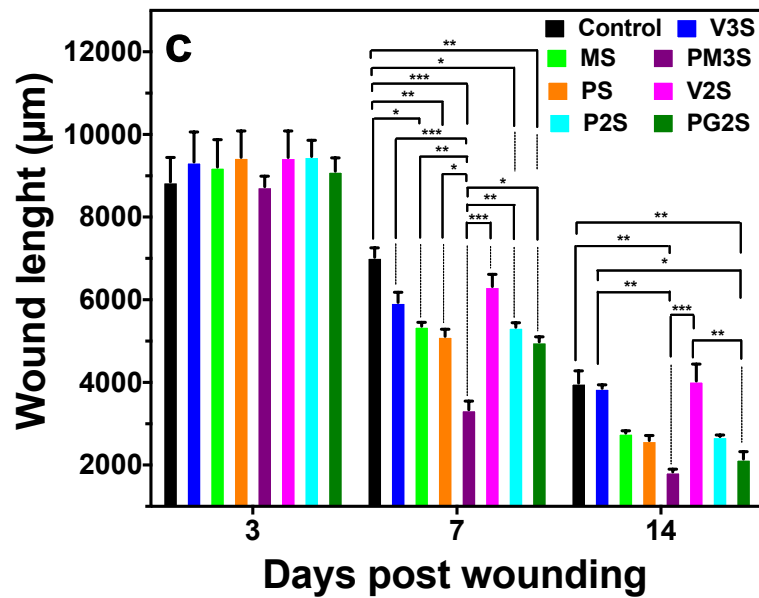 C
Control V3S
MS PM3S
PS V2S
P2S PG2S
Wound lenght (µm)
12000
10000
8000
6000
4000
2000
**
*
***
**
*
***
**
*
*
**
***
**
**
*
**
***
**
3 7 14
Days post wounding